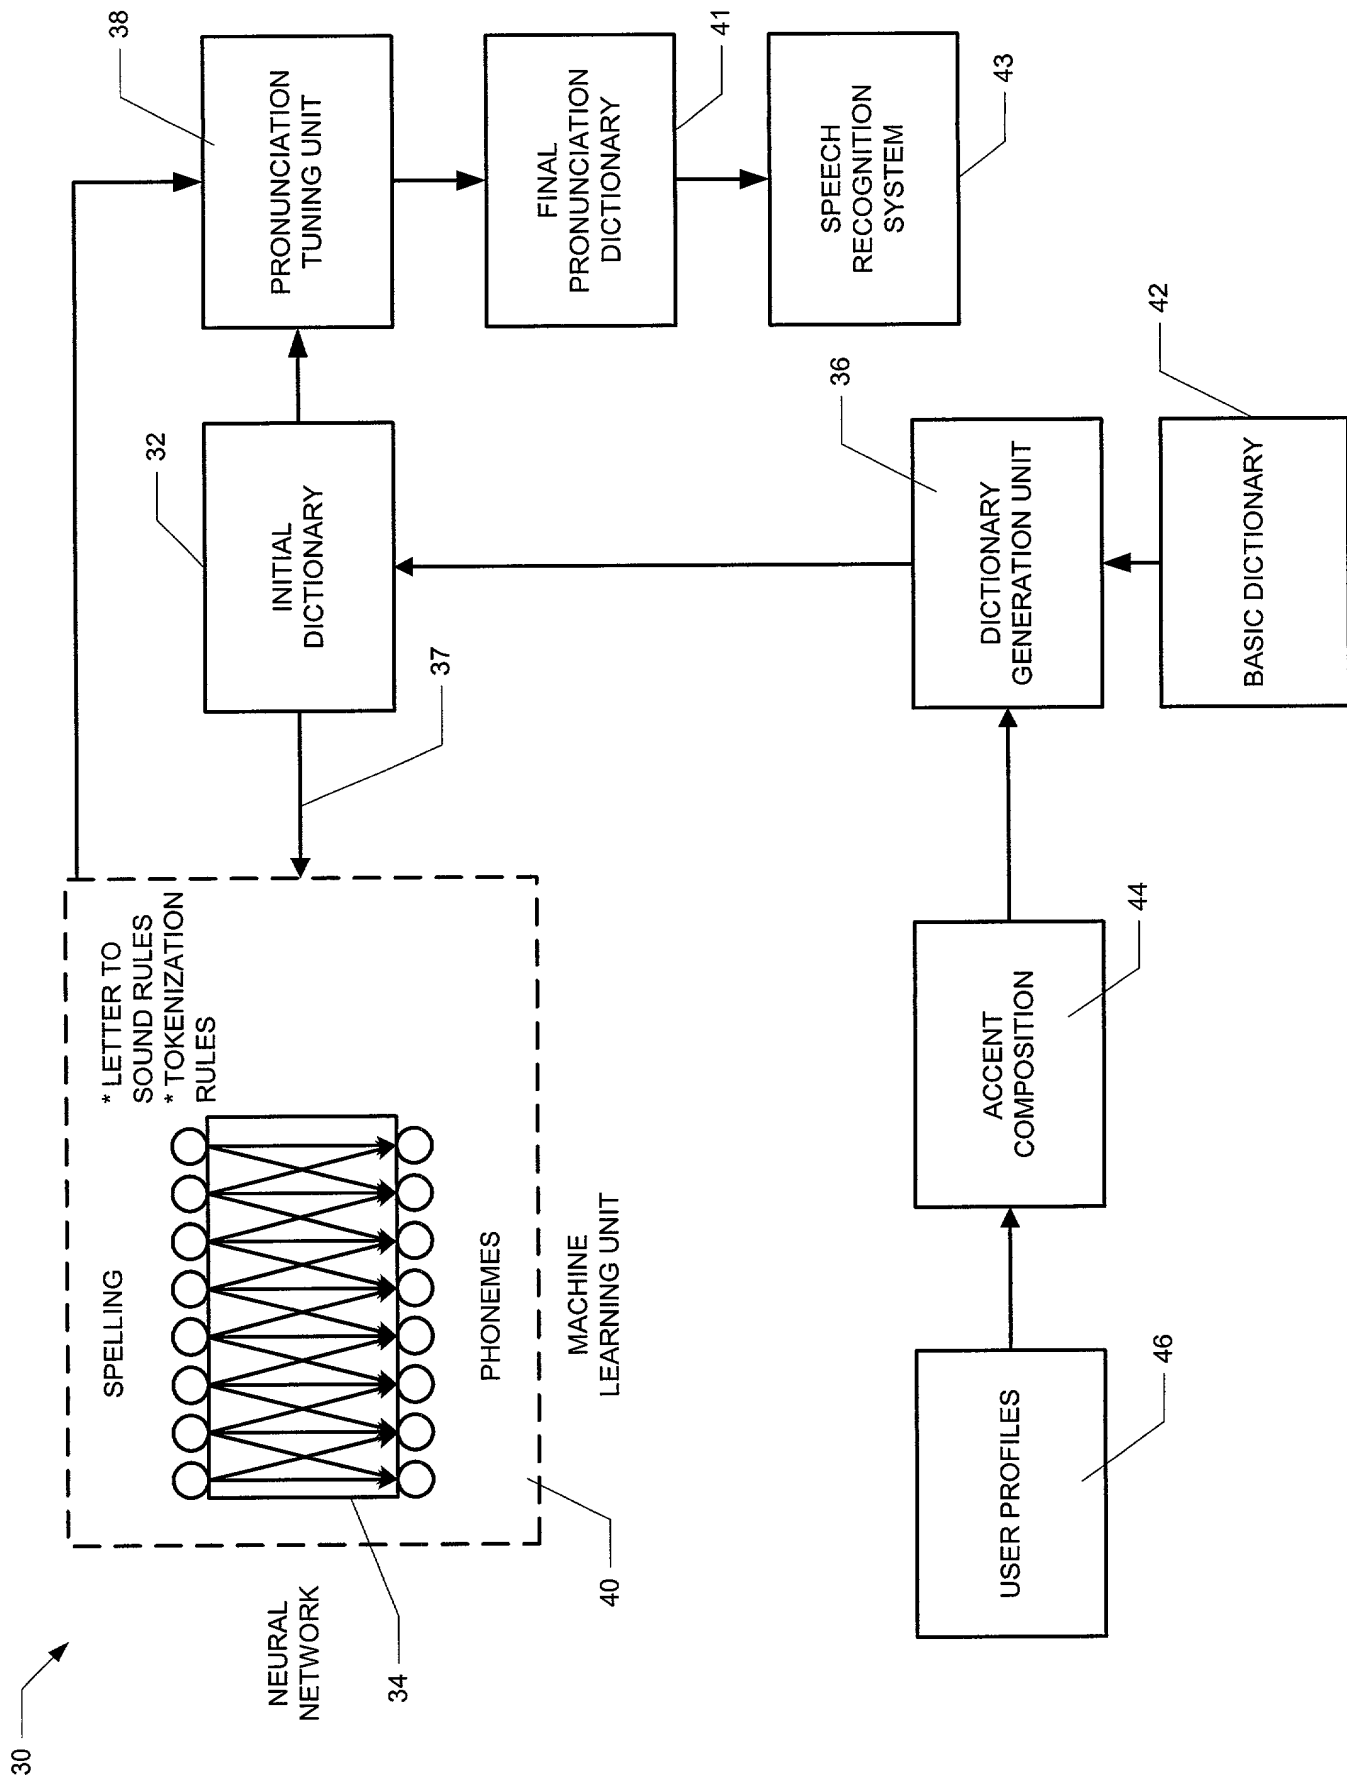 30
NEURAL
NETWORK
34
SPELLING
* LETTER TO
SOUND RULES
* TOKENIZATION
RULES
PHONEMES
40
MACHINE
LEARNING UNIT
37
INITIAL
DICTIONARY
32
PRONUNCIATION
TUNING UNIT
38
FINAL
PRONUNCIATION
DICTIONARY
41
SPEECH
RECOGNITION
SYSTEM
43
USER PROFILES
46
ACCENT
COMPOSITION
44
DICTIONARY
GENERATION UNIT
36
BASIC DICTIONARY
42